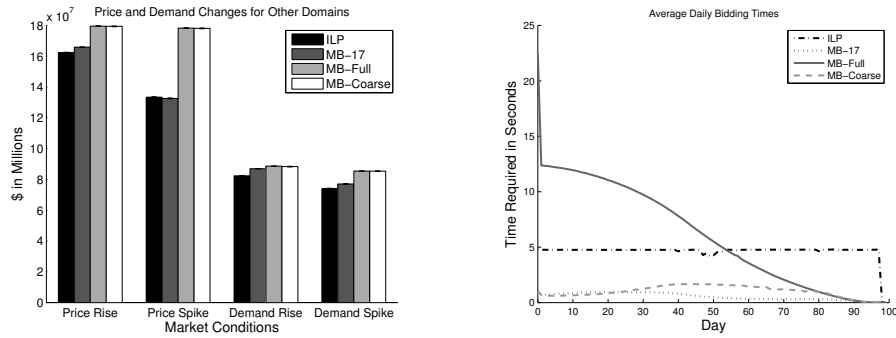 Price and Demand Changes for Other Domains
x 10^7
18
16
14
12
10
8
6
4
2
0
$ in Millions
ILP
MB-17
MB-Full
MB-Coarse
Price Rise Price Spike Demand Rise Demand Spike
Market Conditions
Average Daily Bidding Times
25
20
15
10
5
0
Time Required in Seconds
ILP
MB-17
MB-Full
MB-Coarse
0 10 20 30 40 50 60 70 80 90 100
Day